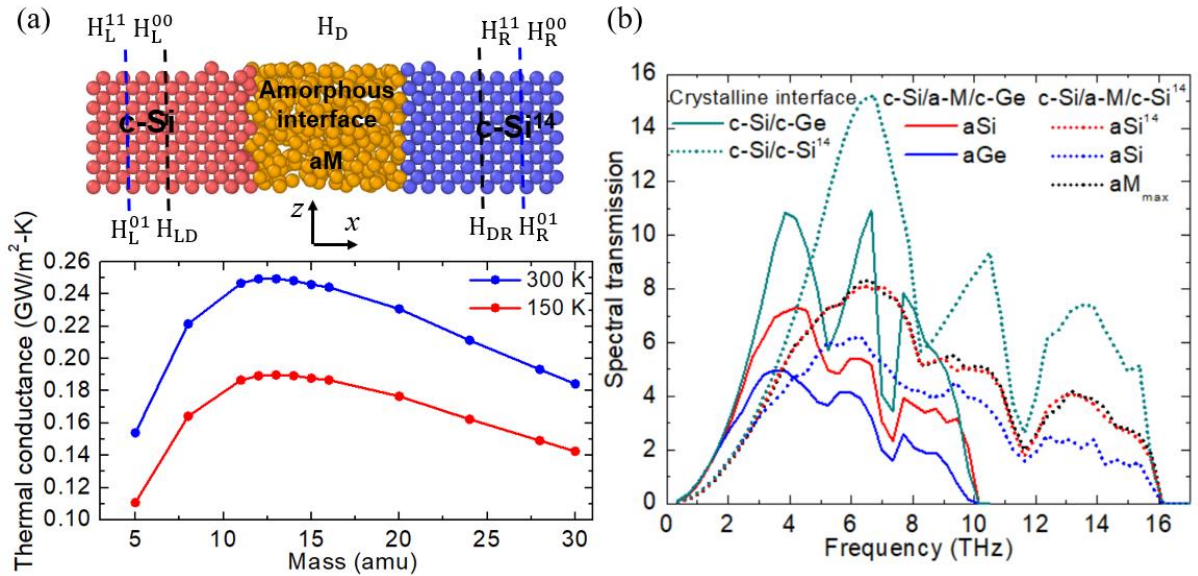 (a)
H_L^11 H_L^00 H_D H_R^11 H_R^00
Amorphous
c-Si interface c-Si^14
aM
H_L^01 H_LD z x H_DR H_R^01
Thermal conductance (GW/m²-K)
0.26
0.24
0.22
0.20
0.18
0.16
0.14
0.12
0.10
300 K
150 K
5 10 15 20 25 30
Mass (amu)
(b)
Spectral transmission
16
15
14
13
12
11
10
8
6
4
2
0
Crystalline interface c-Si/a-M/c-Ge c-Si/a-M/c-Si^14
c-Si/c-Ge aSi aSi^14
c-Si/c-Si^14 aGe aSi
aM_max
0 2 4 6 8 10 12 14 16
Frequency (THz)